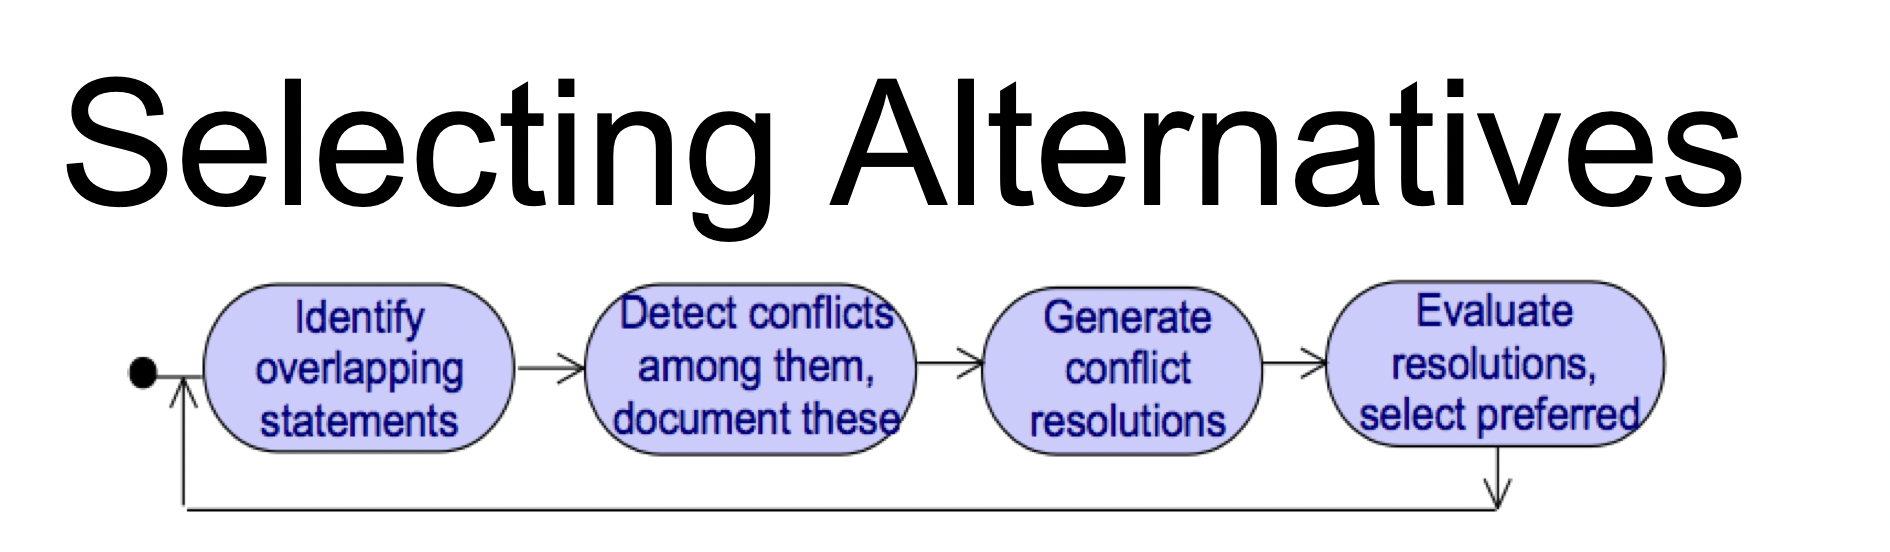 Selecting Alternatives
Identify
overlapping
statements
Detect conflicts
among them,
document these
Generate
conflict
resolutions
Evaluate
resolutions,
select preferred